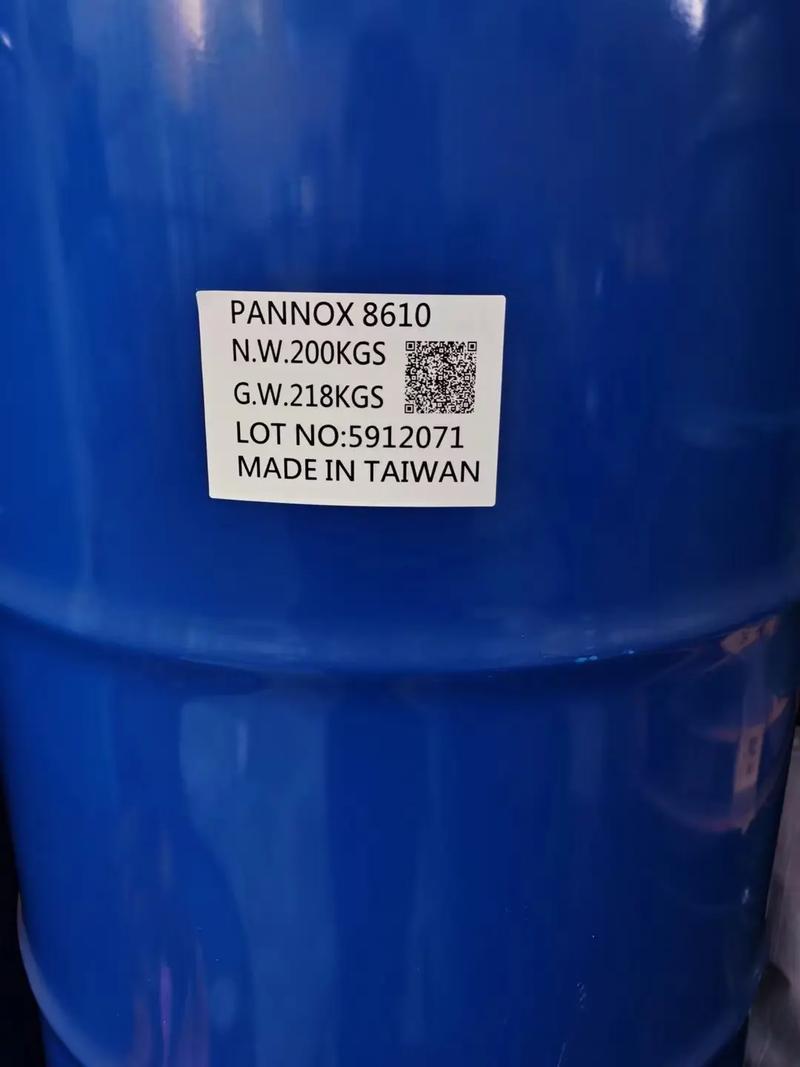 PANNOX 8610
N.W.200KGS
G.W.218KGS
LOT NO:5912071
MADE IN TAIWAN